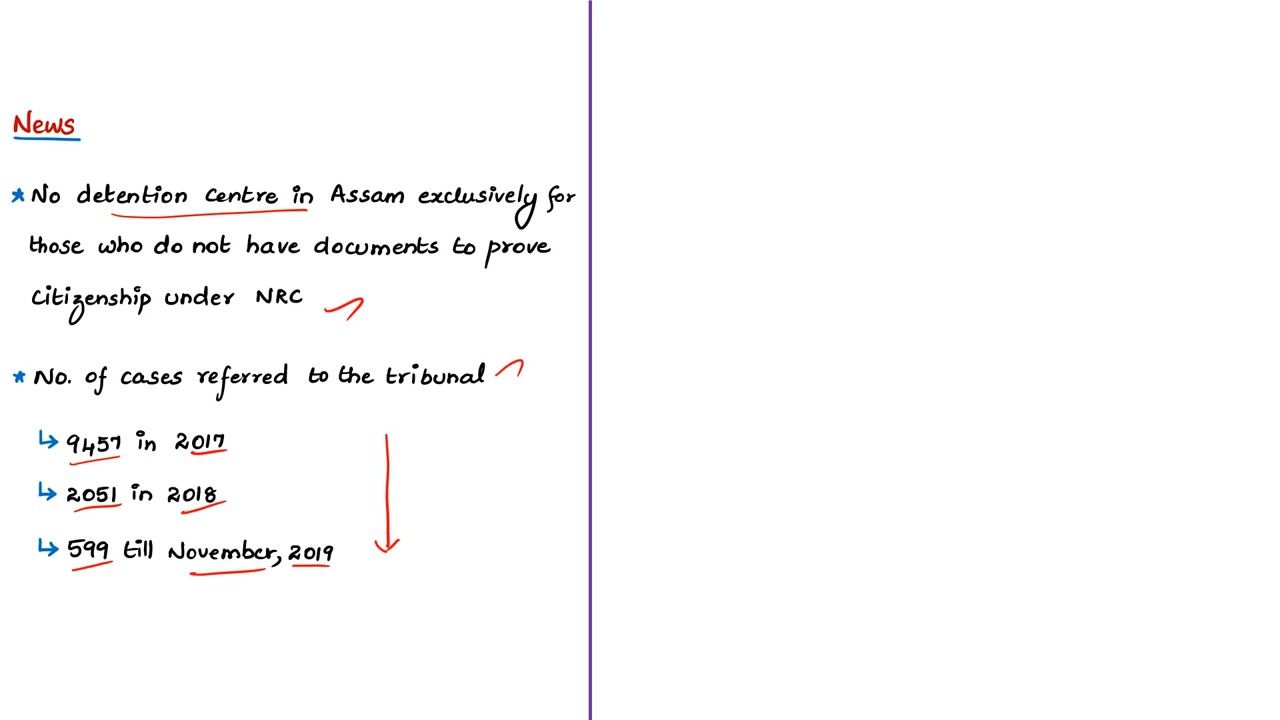 News
* No detention centre in Assam exclusively for
those who do not have documents to prove
citizenship under NRC
* No. of cases referred to the tribunal
↳ 9457 in 2017
↳ 2051 in 2018
↳ 599 till November, 2019